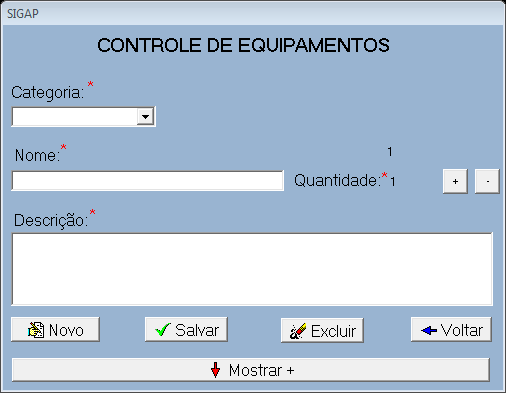 SIGAP
CONTROLE DE EQUIPAMENTOS
Categoria:*
1
Nome:*
Quantidade:*1 + -
Descrição:*
Novo Salvar Excluir Voltar
Mostrar +